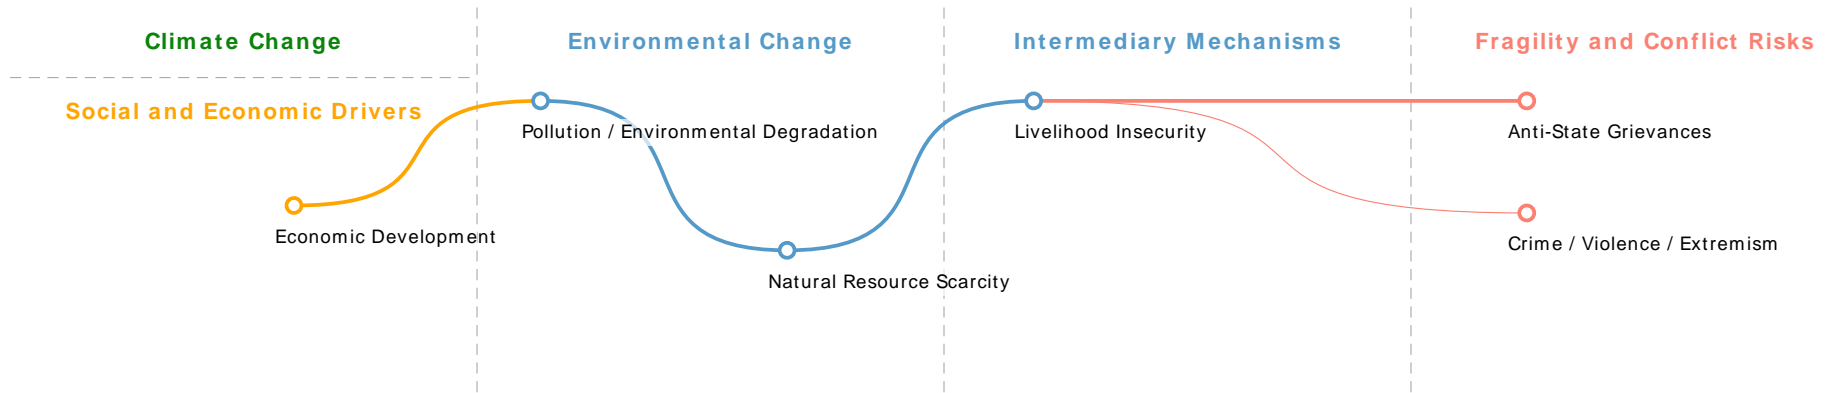 Climate Change
Environmental Change
Intermediary Mechanisms
Fragility and Conflict Risks
Social and Economic Drivers
Pollution / Environmental Degradation
Livelihood Insecurity
Anti-State Grievances
Economic Development
Crime / Violence / Extremism
Natural Resource Scarcity